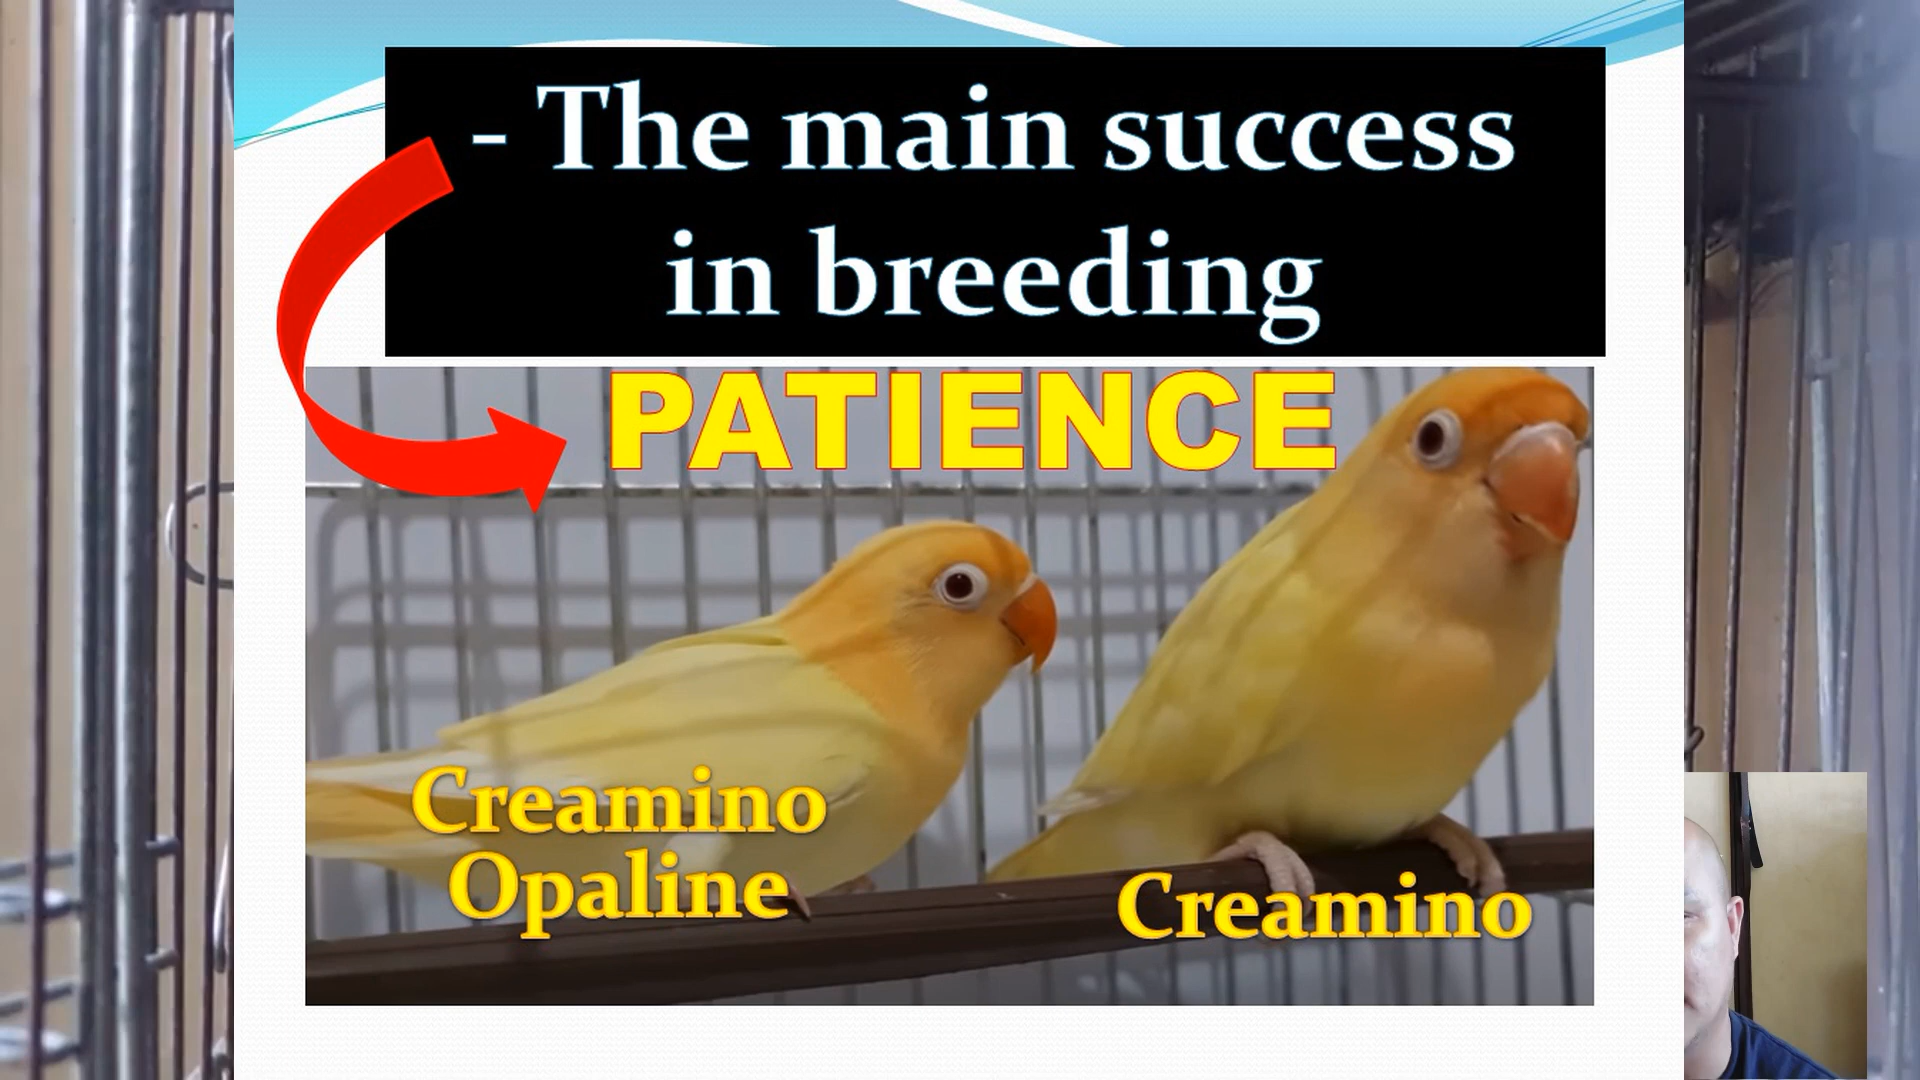 - The main success
in breeding
PATIENCE
Creamino
Opaline
Creamino